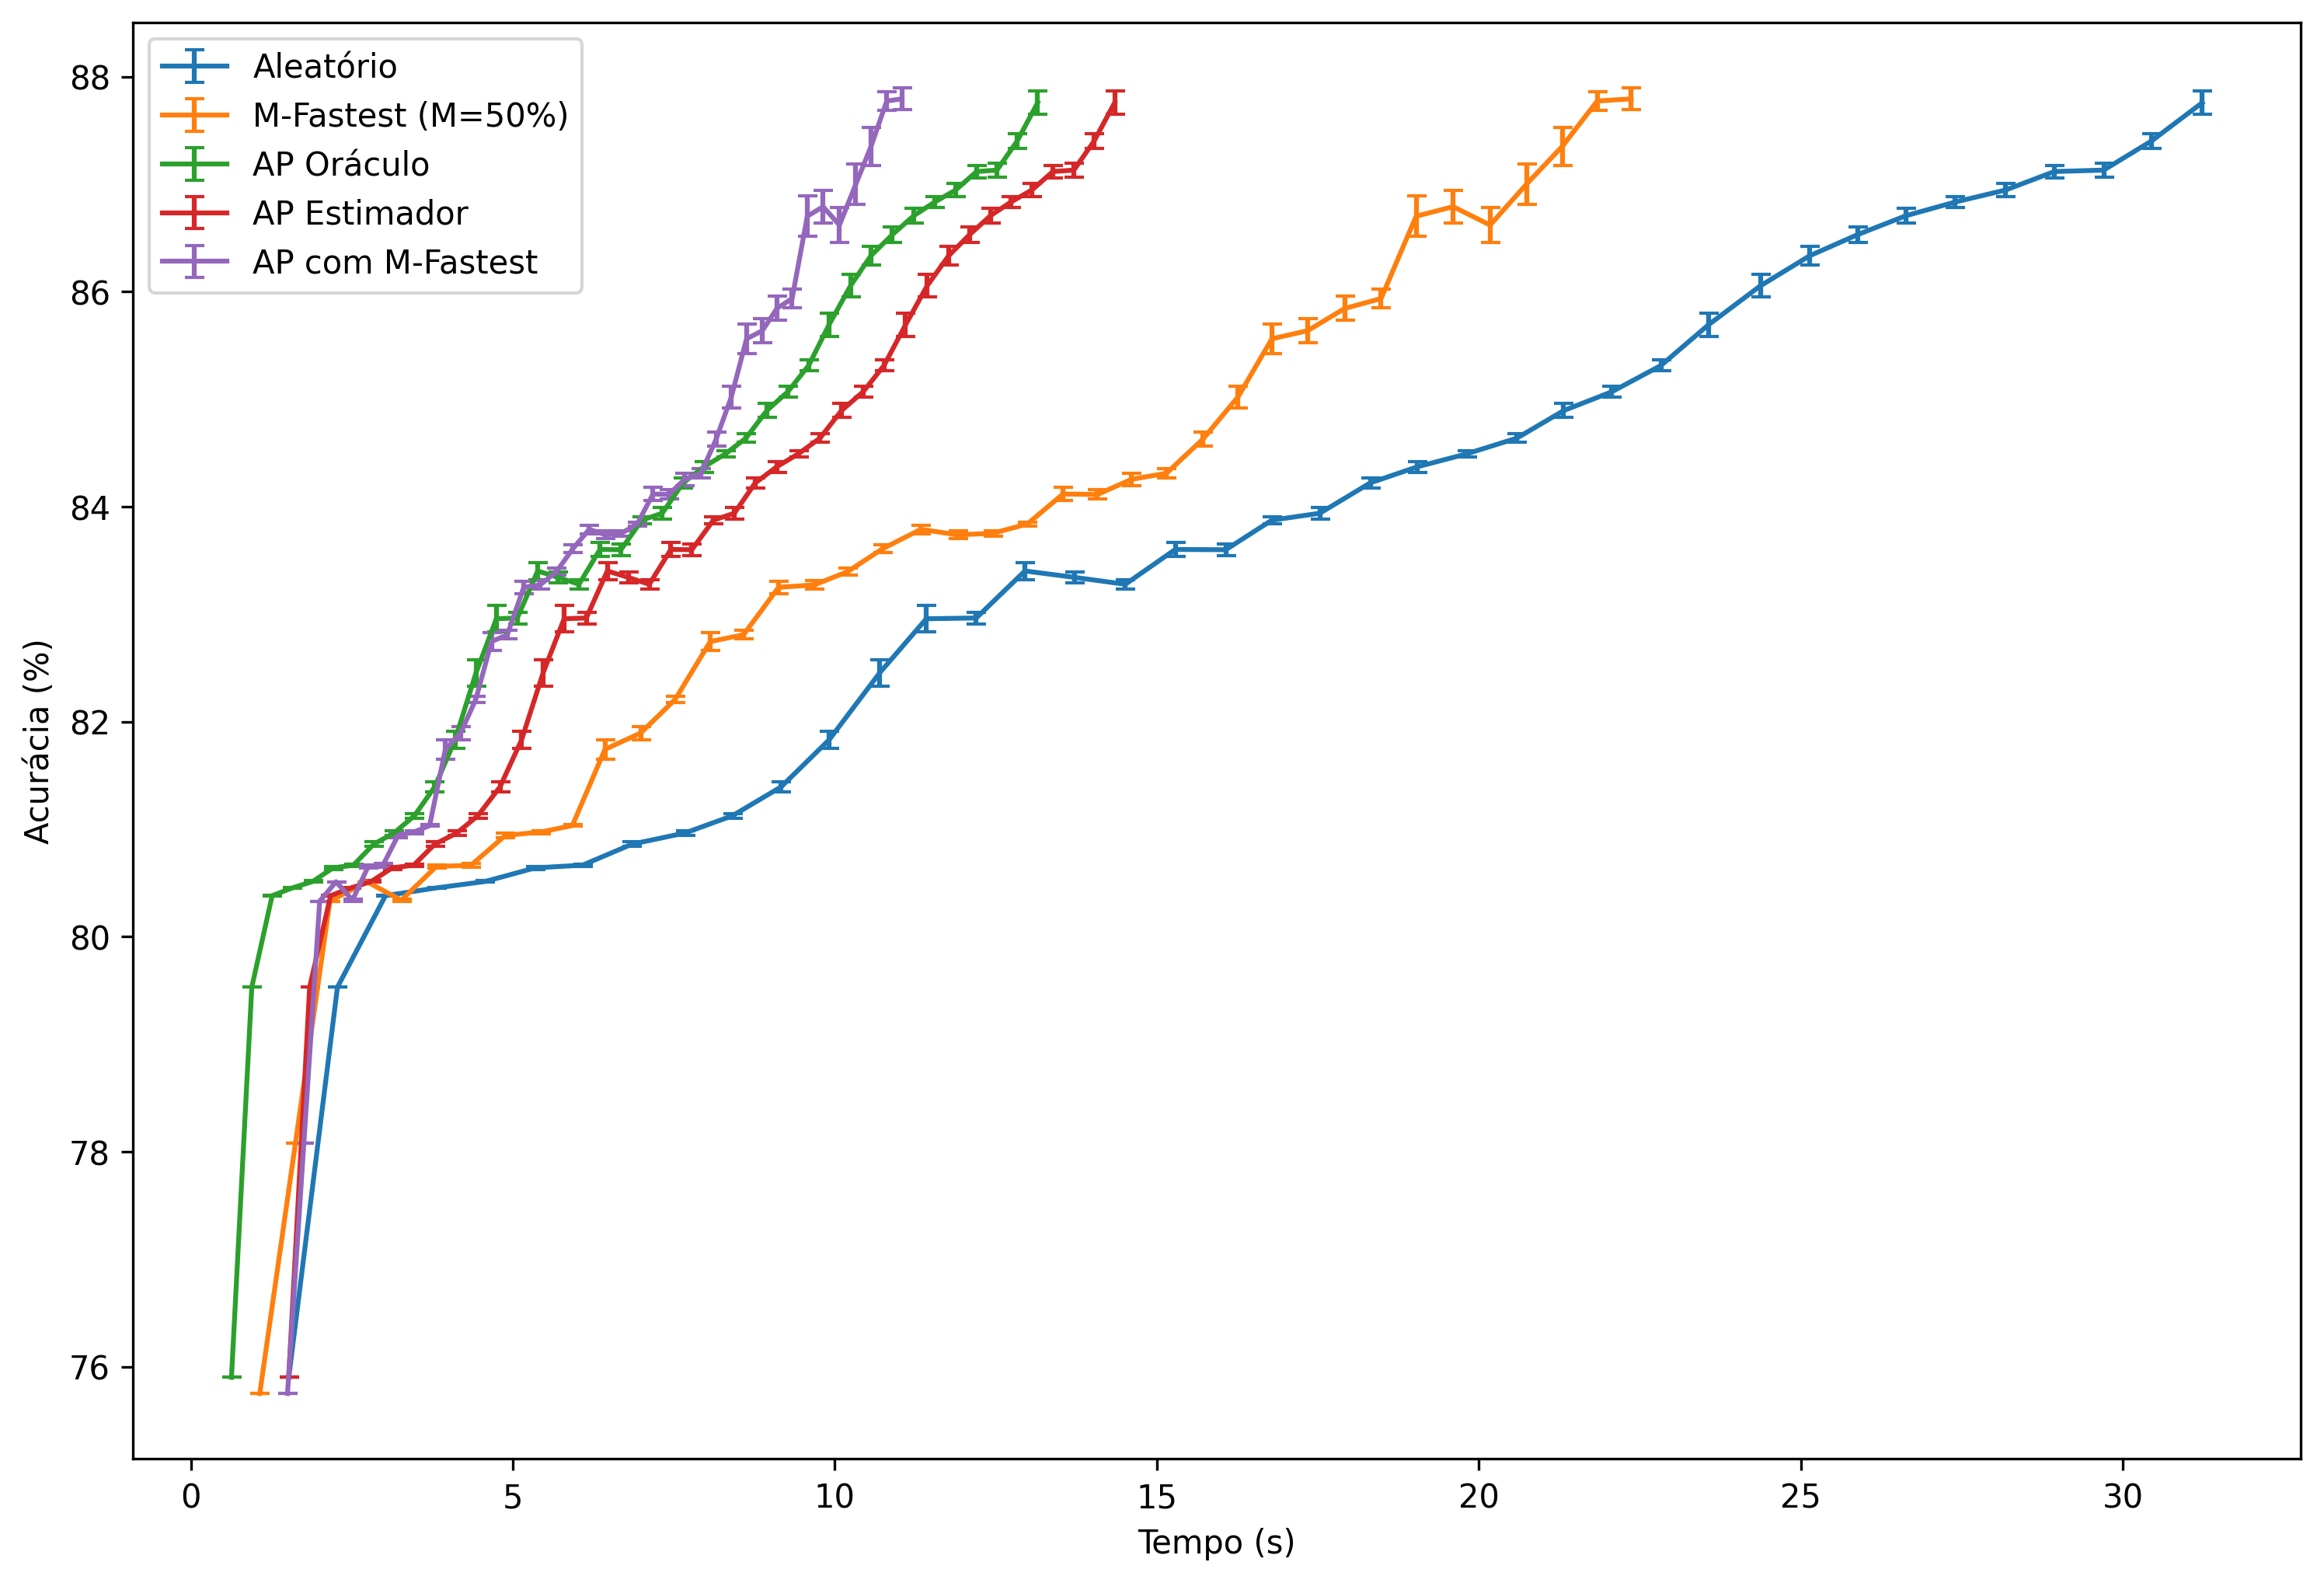 Aleatório
M-Fastest (M=50%)
AP Oráculo
AP Estimador
AP com M-Fastest
88
86
84
82
80
78
76
Acurácia (%)
0 5 10 15 20 25 30
Tempo (s)